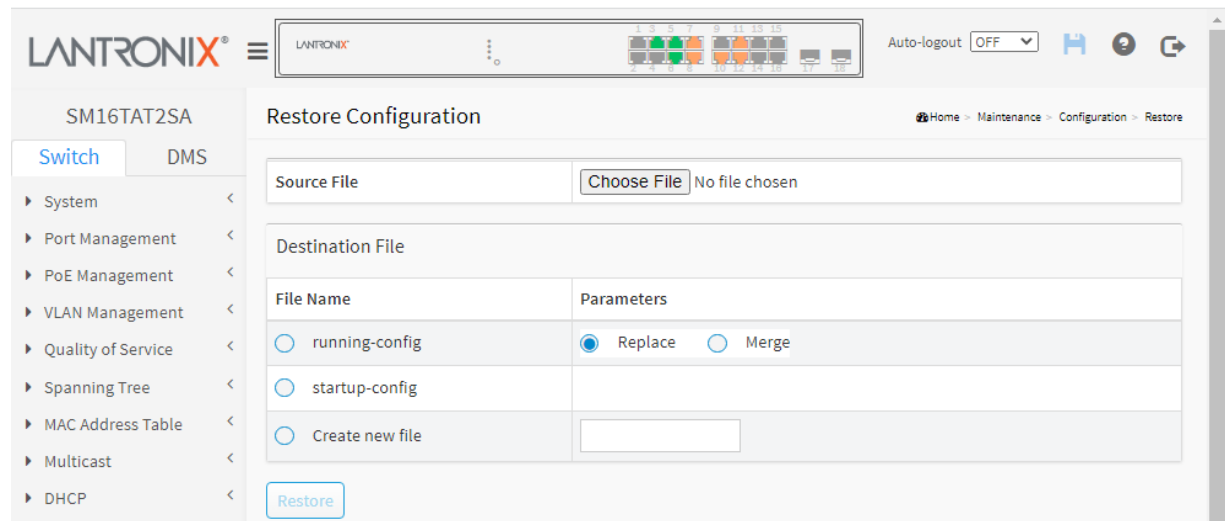 LANTRONIX®
LANTRONIX
1 3 5 7 9 11 13 15
2 4 6 8 10 12 14 16 17 18
Auto-logout OFF
SM16TAT2SA
Restore Configuration
Home > Maintenance > Configuration > Restore
Switch DMS
Source File Choose File No file chosen
System
Port Management
Destination File
PoE Management
File Name Parameters
VLAN Management
running-config Replace Merge
Quality of Service
Spanning Tree
startup-config
MAC Address Table
Create new file
Multicast
DHCP
Restore